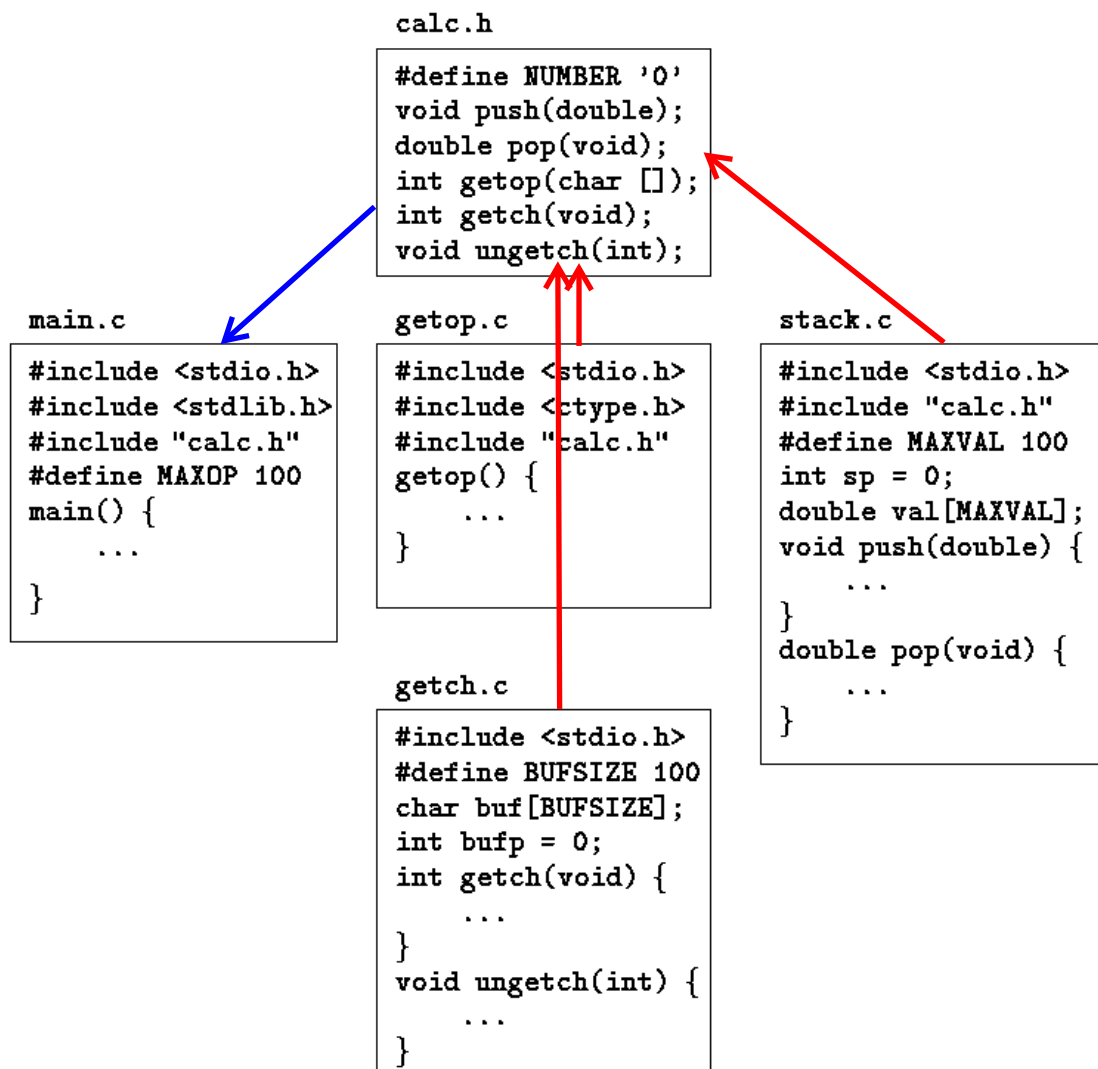 calc.h
#define NUMBER '0'
void push(double);
double pop(void);
int getop(char []);
int getch(void);
void ungetch(int);
main.c
#include <stdio.h>
#include <stdlib.h>
#include "calc.h"
#define MAXOP 100
main() {
...
}
getop.c
#include <stdio.h>
#include <ctype.h>
#include "calc.h"
getop() {
...
}
stack.c
#include <stdio.h>
#include "calc.h"
#define MAXVAL 100
int sp = 0;
double val[MAXVAL];
void push(double) {
...
}
double pop(void) {
...
}
getch.c
#include <stdio.h>
#define BUFSIZE 100
char buf[BUFSIZE];
int bufp = 0;
int getch(void) {
...
}
void ungetch(int) {
...
}